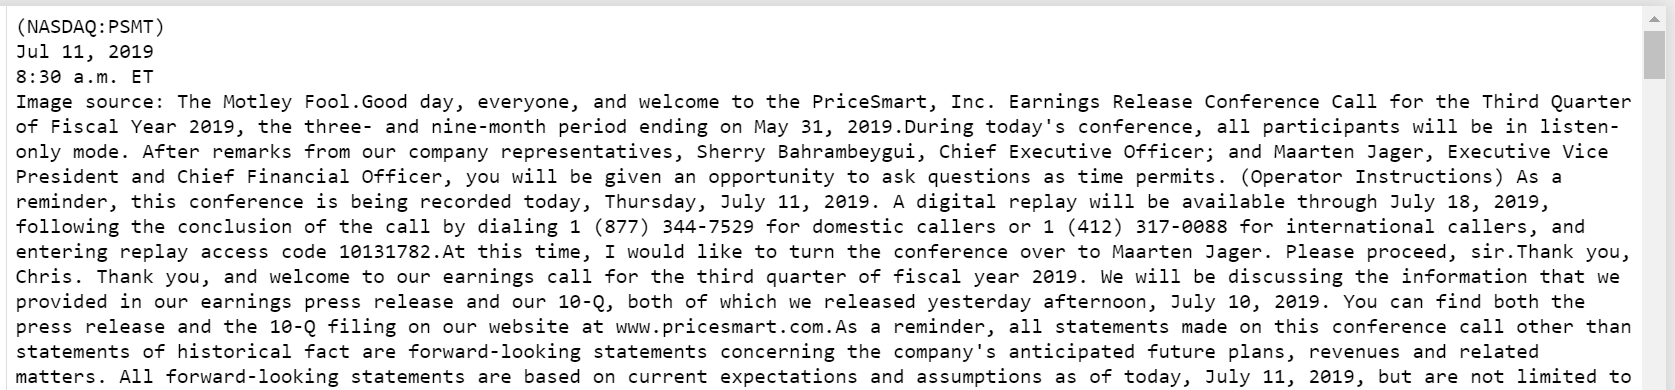 (NASDAQ:PSMT)
Jul 11, 2019
8:30 a.m. ET
Image source: The Motley Fool.Good day, everyone, and welcome to the PriceSmart, Inc. Earnings Release Conference Call for the Third Quarter
of Fiscal Year 2019, the three- and nine-month period ending on May 31, 2019.During today's conference, all participants will be in listen-
only mode. After remarks from our company representatives, Sherry Bahrambeygui, Chief Executive Officer; and Maarten Jager, Executive Vice
President and Chief Financial Officer, you will be given an opportunity to ask questions as time permits. (Operator Instructions) As a
reminder, this conference is being recorded today, Thursday, July 11, 2019. A digital replay will be available through July 18, 2019,
following the conclusion of the call by dialing 1 (877) 344-7529 for domestic callers or 1 (412) 317-0088 for international callers, and
entering replay access code 10131782.At this time, I would like to turn the conference over to Maarten Jager. Please proceed, sir.Thank you,
Chris. Thank you, and welcome to our earnings call for the third quarter of fiscal year 2019. We will be discussing the information that we
provided in our earnings press release and our 10-Q, both of which we released yesterday afternoon, July 10, 2019. You can find both the
press release and the 10-Q filing on our website at www.pricesmart.com.As a reminder, all statements made on this conference call other than
statements of historical fact are forward-looking statements concerning the company's anticipated future plans, revenues and related
matters. All forward-looking statements are based on current expectations and assumptions as of today, July 11, 2019, but are not limited to